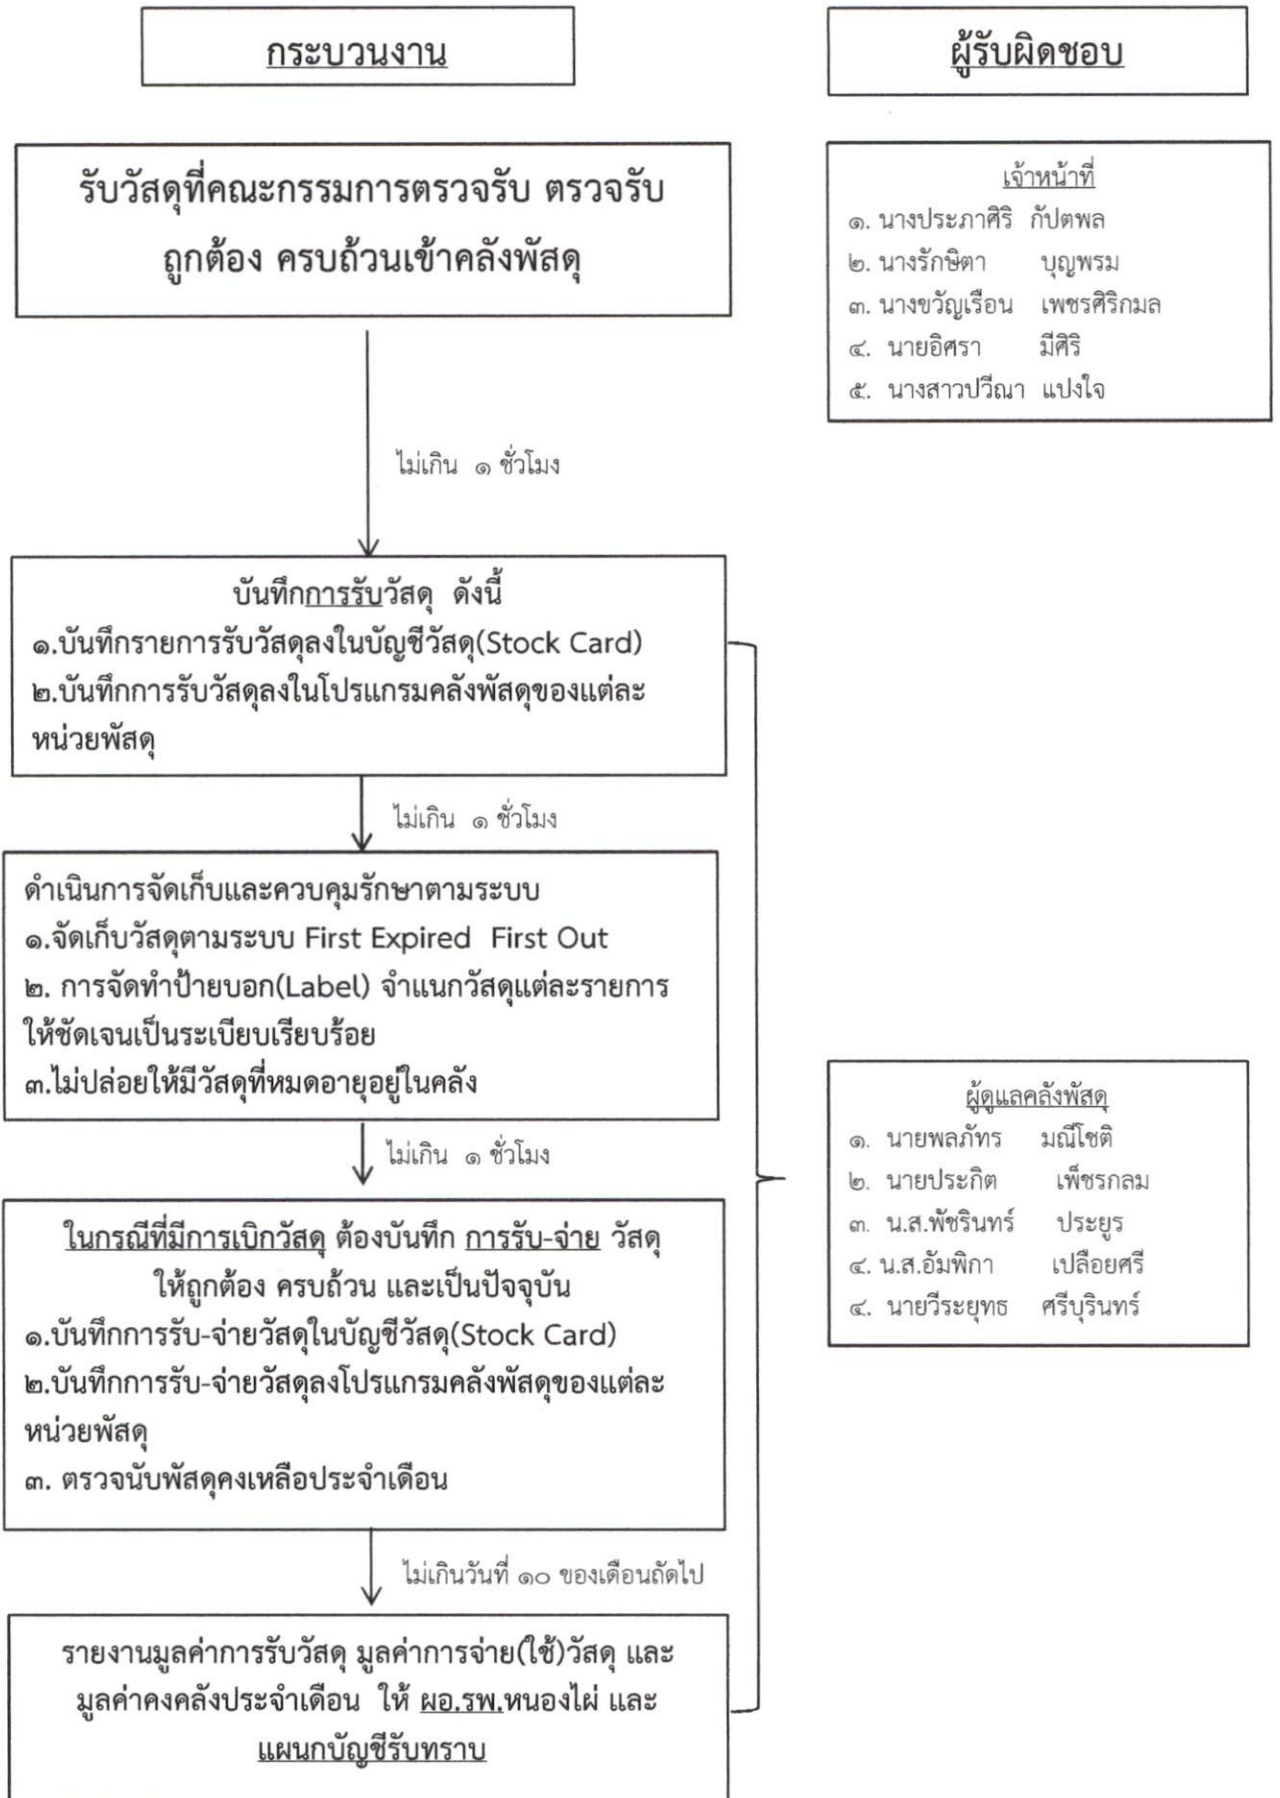 กระบวนงาน
ผู้รับผิดชอบ
รับวัสดุที่คณะกรรมการตรวจรับ ตรวจรับ
ถูกต้อง ครบถ้วนเข้าคลังพัสดุ
เจ้าหน้าที่
๑. นางประภาศิริ กัปตพล
๒. นางรักษิตา บุญพรม
๓. นางขวัญเรือน เพชรศิริกมล
๔. นายอิศรา มีศิริ
๕. นางสาวปวีณา แปงใจ
ไม่เกิน ๑ ชั่วโมง
บันทึกการรับวัสดุ ดังนี้
๑.บันทึกรายการรับวัสดุลงในบัญชีวัสดุ(Stock Card)
๒.บันทึกการรับวัสดุลงในโปรแกรมคลังพัสดุของแต่ละ
หน่วยพัสดุ
ไม่เกิน ๑ ชั่วโมง
ดำเนินการจัดเก็บและควบคุมรักษาตามระบบ
๑.จัดเก็บวัสดุตามระบบ First Expired First Out
๒. การจัดทำป้ายบอก(Label) จำแนกวัสดุแต่ละรายการ
ให้ชัดเจนเป็นระเบียบเรียบร้อย
๓.ไม่ปล่อยให้มีวัสดุที่หมดอายุอยู่ในคลัง
ไม่เกิน ๑ ชั่วโมง
ผู้ดูแลคลังพัสดุ
๑. นายพลภัทร มณีโชติ
๒. นายประกิต เพ็ชรกลม
๓. น.ส.พัชรินทร์ ประยูร
๔. น.ส.อัมพิกา เปลือยศรี
๔. นายวีระยุทธ ศรีบุรินทร์
ในกรณีที่มีการเบิกวัสดุ ต้องบันทึก การรับ-จ่าย วัสดุ
ให้ถูกต้อง ครบถ้วน และเป็นปัจจุบัน
๑.บันทึกการรับ-จ่ายวัสดุในบัญชีวัสดุ(Stock Card)
๒.บันทึกการรับ-จ่ายวัสดุลงโปรแกรมคลังพัสดุของแต่ละ
หน่วยพัสดุ
๓. ตรวจนับพัสดุคงเหลือประจำเดือน
ไม่เกินวันที่ ๑๐ ของเดือนถัดไป
รายงานมูลค่าการรับวัสดุ มูลค่าการจ่าย(ใช้)วัสดุ และ
มูลค่าคงคลังประจำเดือน ให้ ผอ.รพ.หนองไผ่ และ
แผนกบัญชีรับทราบ